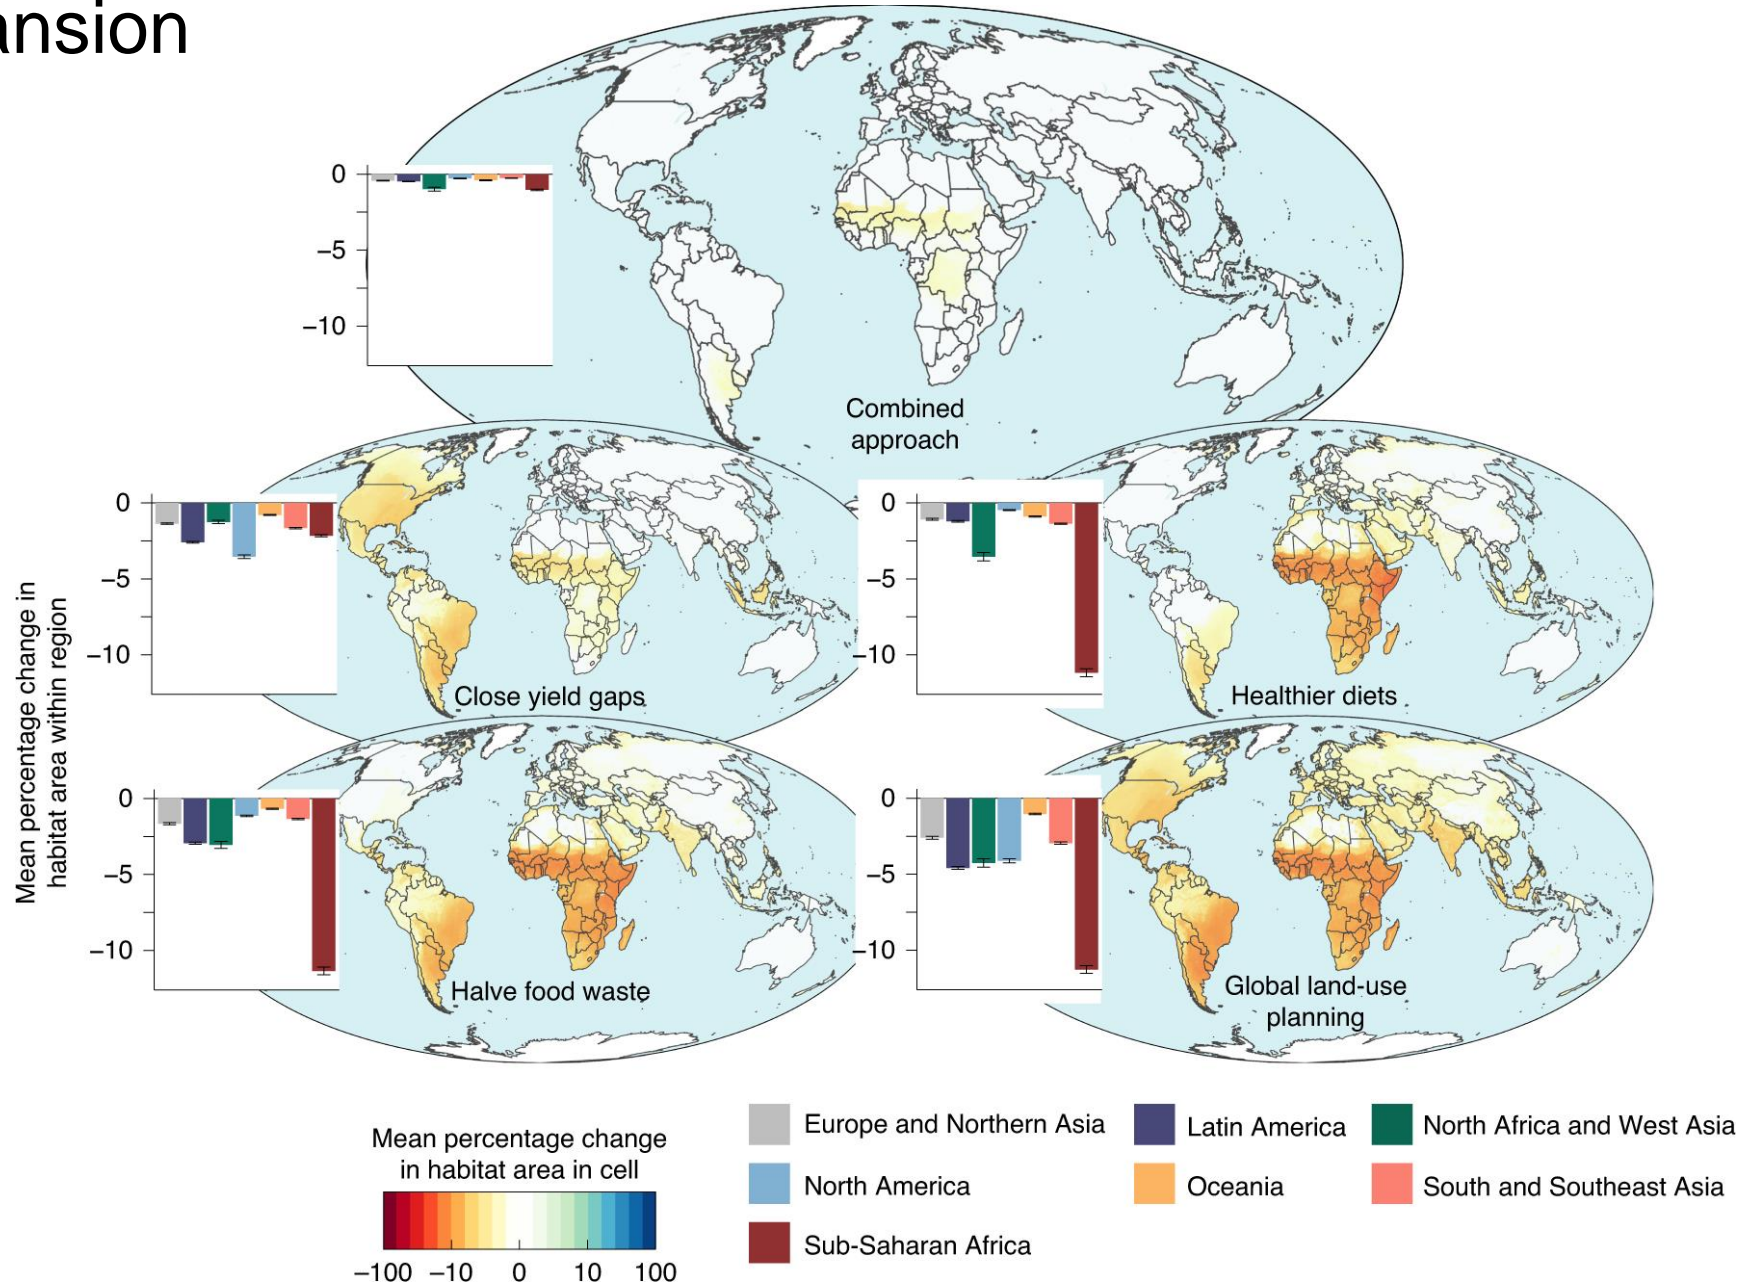 ansion
0
−5
−10
Combined
approach
Mean percentage change in
habitat area within region
0
−5
−10
Close yield gaps
0
−5
−10
Healthier diets
0
−5
−10
Halve food waste
0
−5
−10
Global land-use
planning
Mean percentage change
in habitat area in cell
−100 −10 0 10 100
Europe and Northern Asia
Latin America
North Africa and West Asia
North America
Oceania
South and Southeast Asia
Sub-Saharan Africa